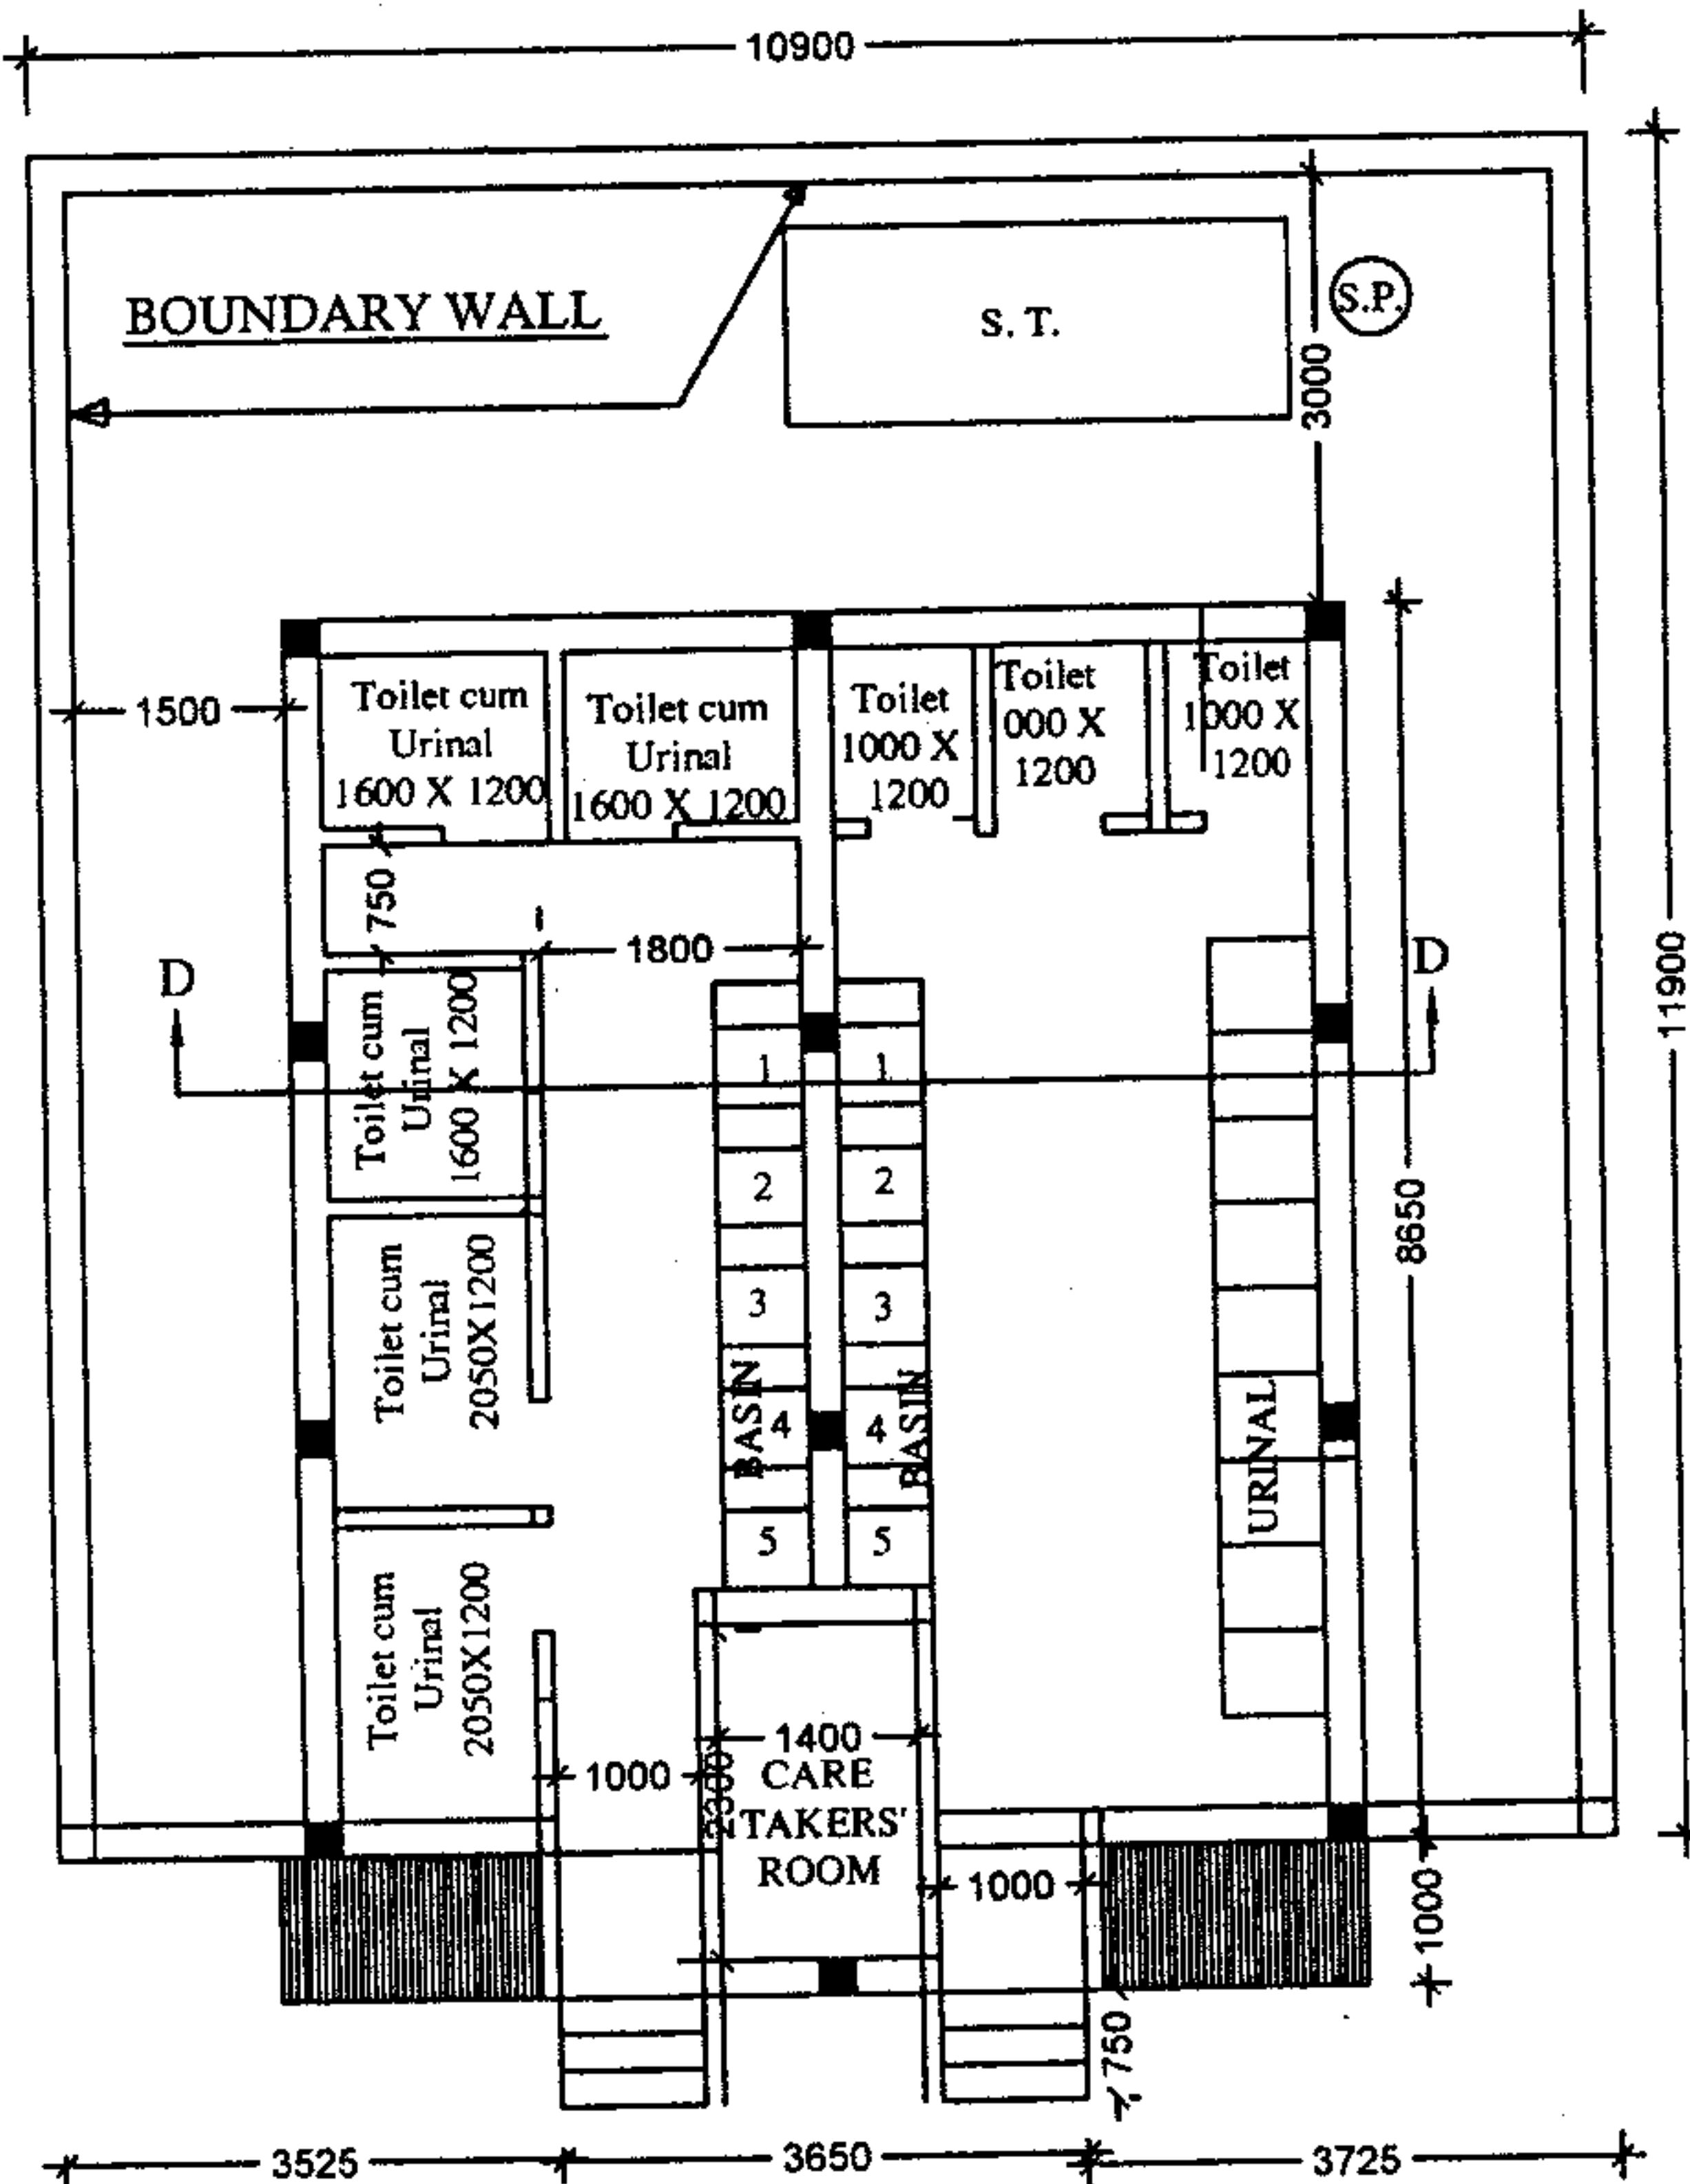 10900
BOUNDARY WALL
S. T.
S.P.
3000
11900
1500
Toilet cum
Urinal
1600 X 1200
Toilet cum
Urinal
1600 X 1200
Toilet
1000 X
1200
Toilet
000 X
1200
Toilet
1000 X
1200
750
1800
D
D
Toilet cum
Urinal
1600 X 1200
1
1
2
2
3
3
4
4
5
5
BASIN
BASIN
URINAL
8650
Toilet cum
Urinal
2050X1200
Toilet cum
Urinal
2050X1200
1400
1000
2300
CARE
TAKERS'
ROOM
1000
1000
750
3525
3650
3725